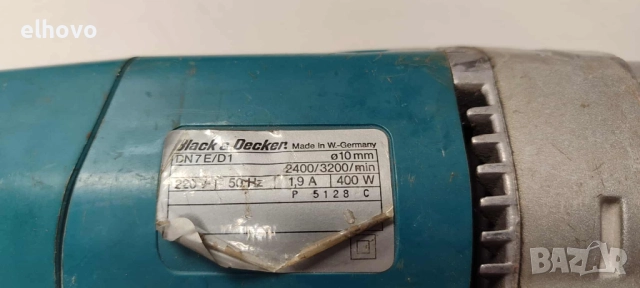 elhovo
Black & Decker. Made in W.-Germany
DN7E/D1 ø10mm
2400/3200/min
220 V 50 Hz 1,9 A 400 W
P 5128 C
BAZAR